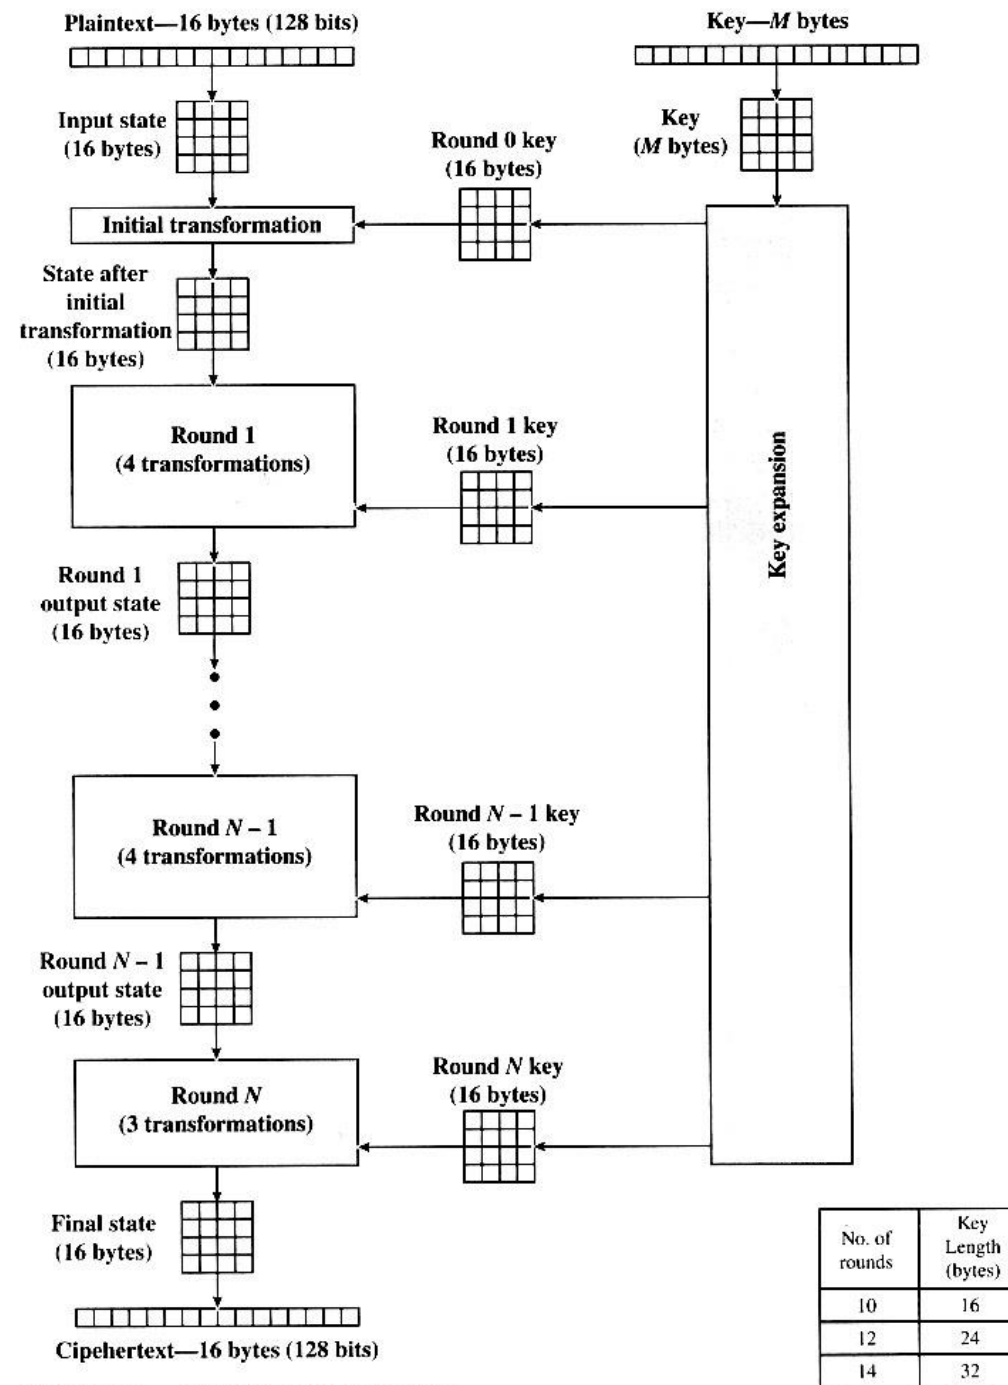 Plaintext—16 bytes (128 bits)
Key—M bytes
Input state
(16 bytes)
Key
(M bytes)
Round 0 key
(16 bytes)
Initial transformation
State after
initial
transformation
(16 bytes)
Round 1
(4 transformations)
Round 1 key
(16 bytes)
Key expansion
Round 1
output state
(16 bytes)
Round N – 1
(4 transformations)
Round N – 1 key
(16 bytes)
Round N – 1
output state
(16 bytes)
Round N
(3 transformations)
Round N key
(16 bytes)
Final state
(16 bytes)
Cipehertext—16 bytes (128 bits)
No. of
rounds
Key
Length
(bytes)
10 16
12 24
14 32